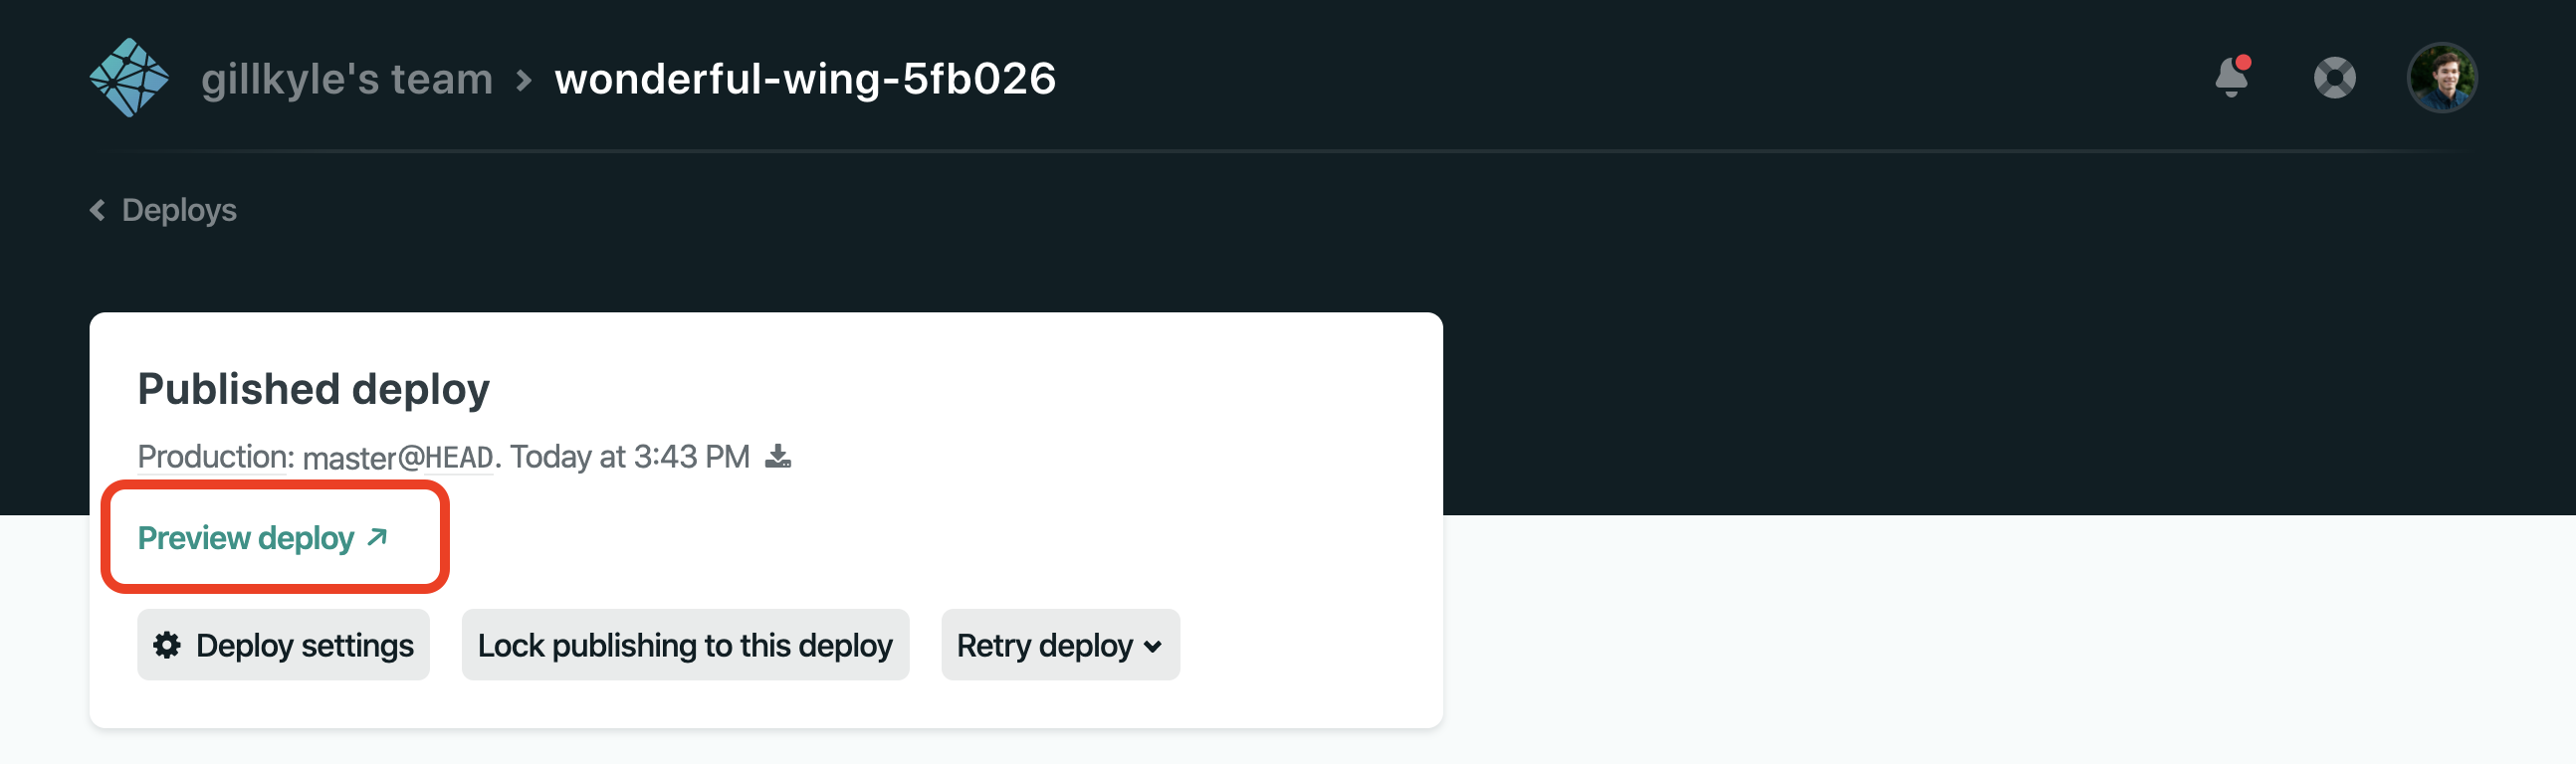 gillkyle's team > wonderful-wing-5fb026
Deploys
Published deploy
Production: master@HEAD. Today at 3:43 PM
Preview deploy ↗
Deploy settings
Lock publishing to this deploy
Retry deploy